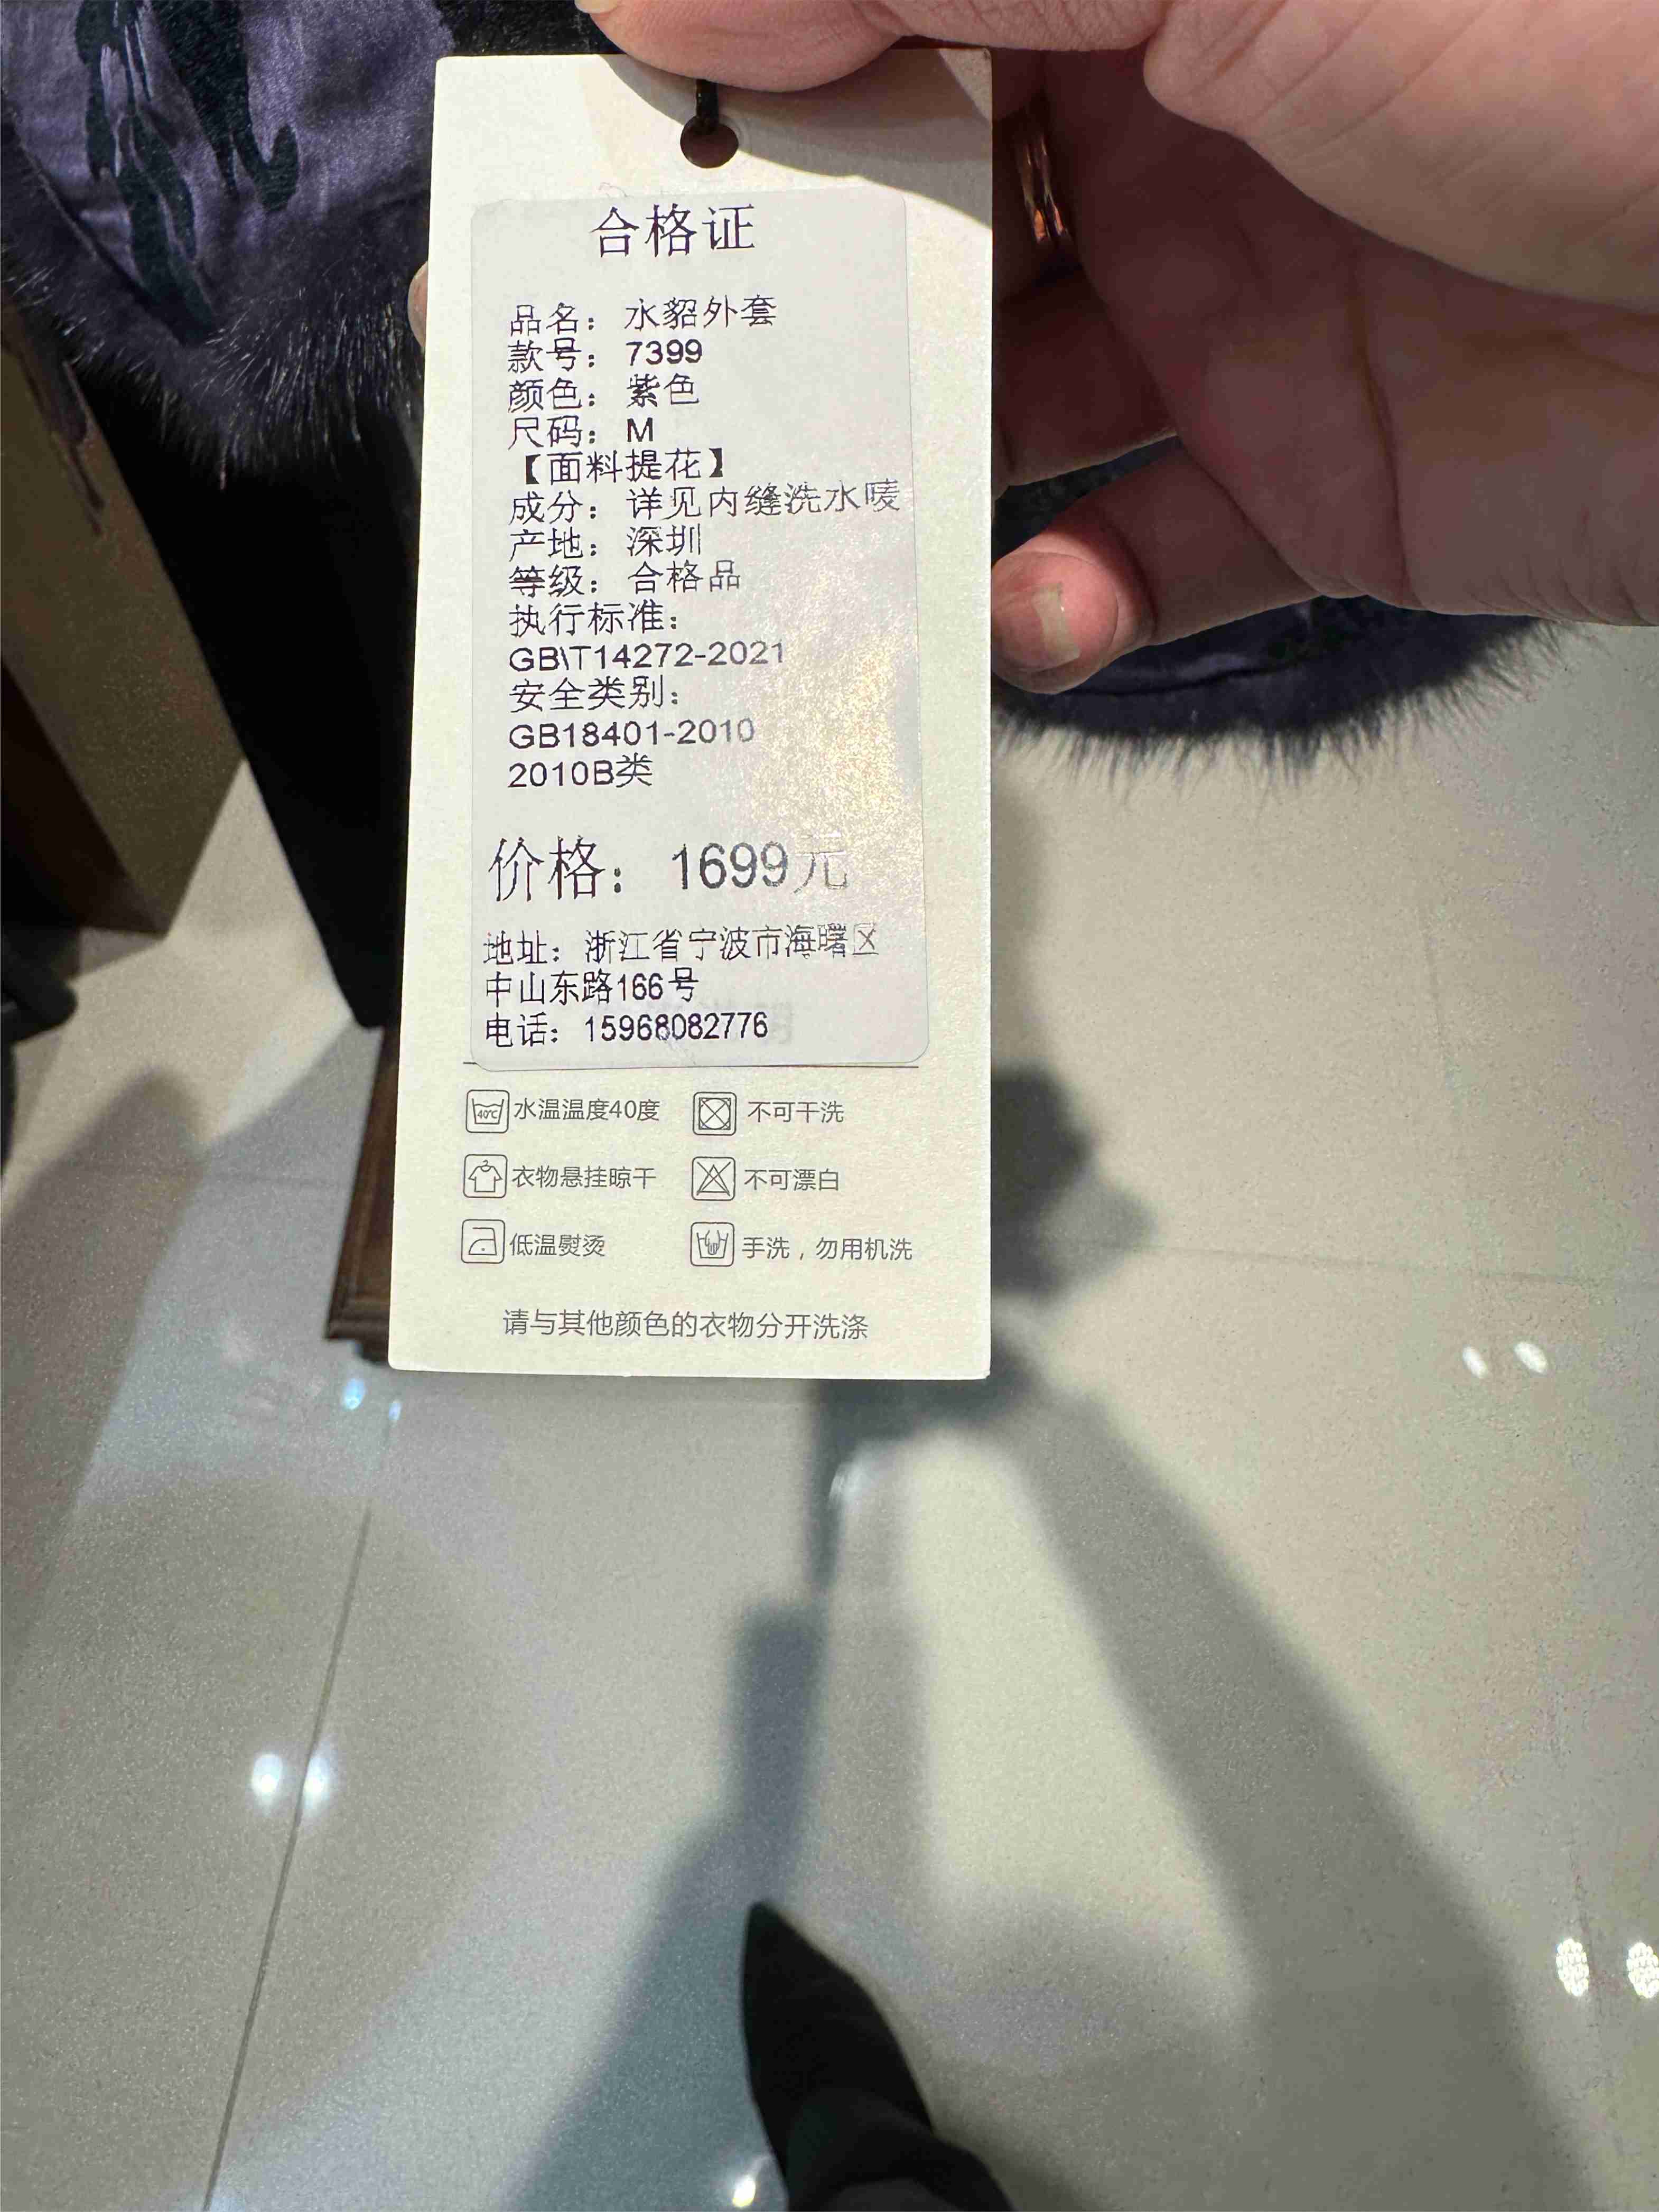 合格证
品名：水貂外套
款号：7399
颜色：紫色
尺码：M
【面料提花】
成分：详见内缝洗水唛
产地：深圳
等级：合格品
执行标准：
GB\T14272-2021
安全类别：
GB18401-2010
2010B类
价格：1699元
地址：浙江省宁波市海曙区
中山东路166号
电话：15968082776
40℃ 水温温度40度 不可干洗
衣物悬挂晾干 不可漂白
低温熨烫 手洗，勿用机洗
请与其他颜色的衣物分开洗涤